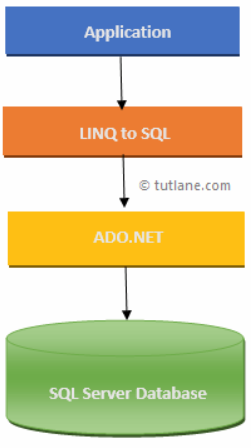 Application
LINQ to SQL
© tutlane.com
ADO.NET
SQL Server Database